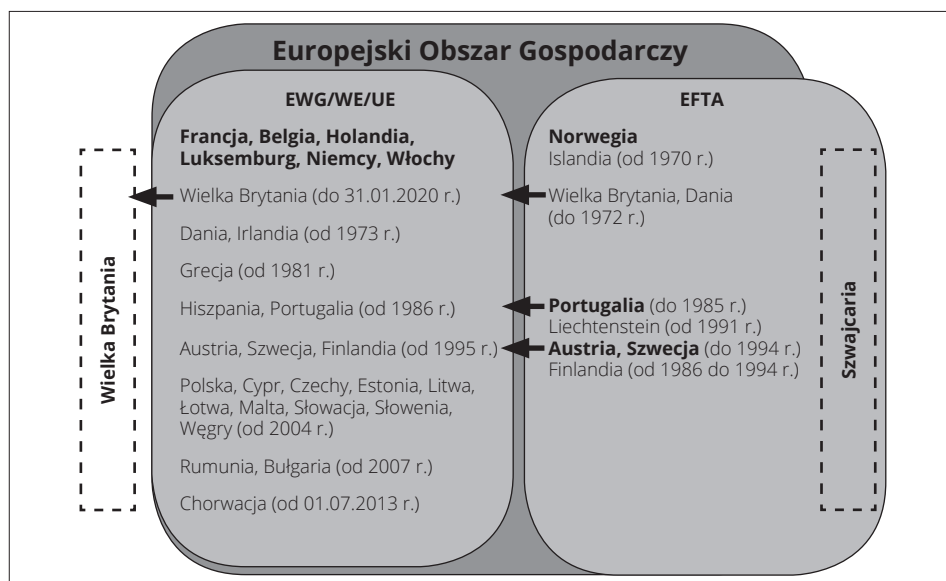 Europejski Obszar Gospodarczy
EWG/WE/UE
Francja, Belgia, Holandia,
Luksemburg, Niemcy, Włochy
Wielka Brytania (do 31.01.2020 r.)
Dania, Irlandia (od 1973 r.)
Grecja (od 1981 r.)
Hiszpania, Portugalia (od 1986 r.)
Austria, Szwecja, Finlandia (od 1995 r.)
Polska, Cypr, Czechy, Estonia, Litwa,
Łotwa, Malta, Słowacja, Słowenia,
Węgry (od 2004 r.)
Rumunia, Bułgaria (od 2007 r.)
Chorwacja (od 01.07.2013 r.)
EFTA
Norwegia
Islandia (od 1970 r.)
Wielka Brytania, Dania
(do 1972 r.)
Portugalia (do 1985 r.)
Liechtenstein (od 1991 r.)
Austria, Szwecja (do 1994 r.)
Finlandia (od 1986 do 1994 r.)
Wielka Brytania
Szwajcaria